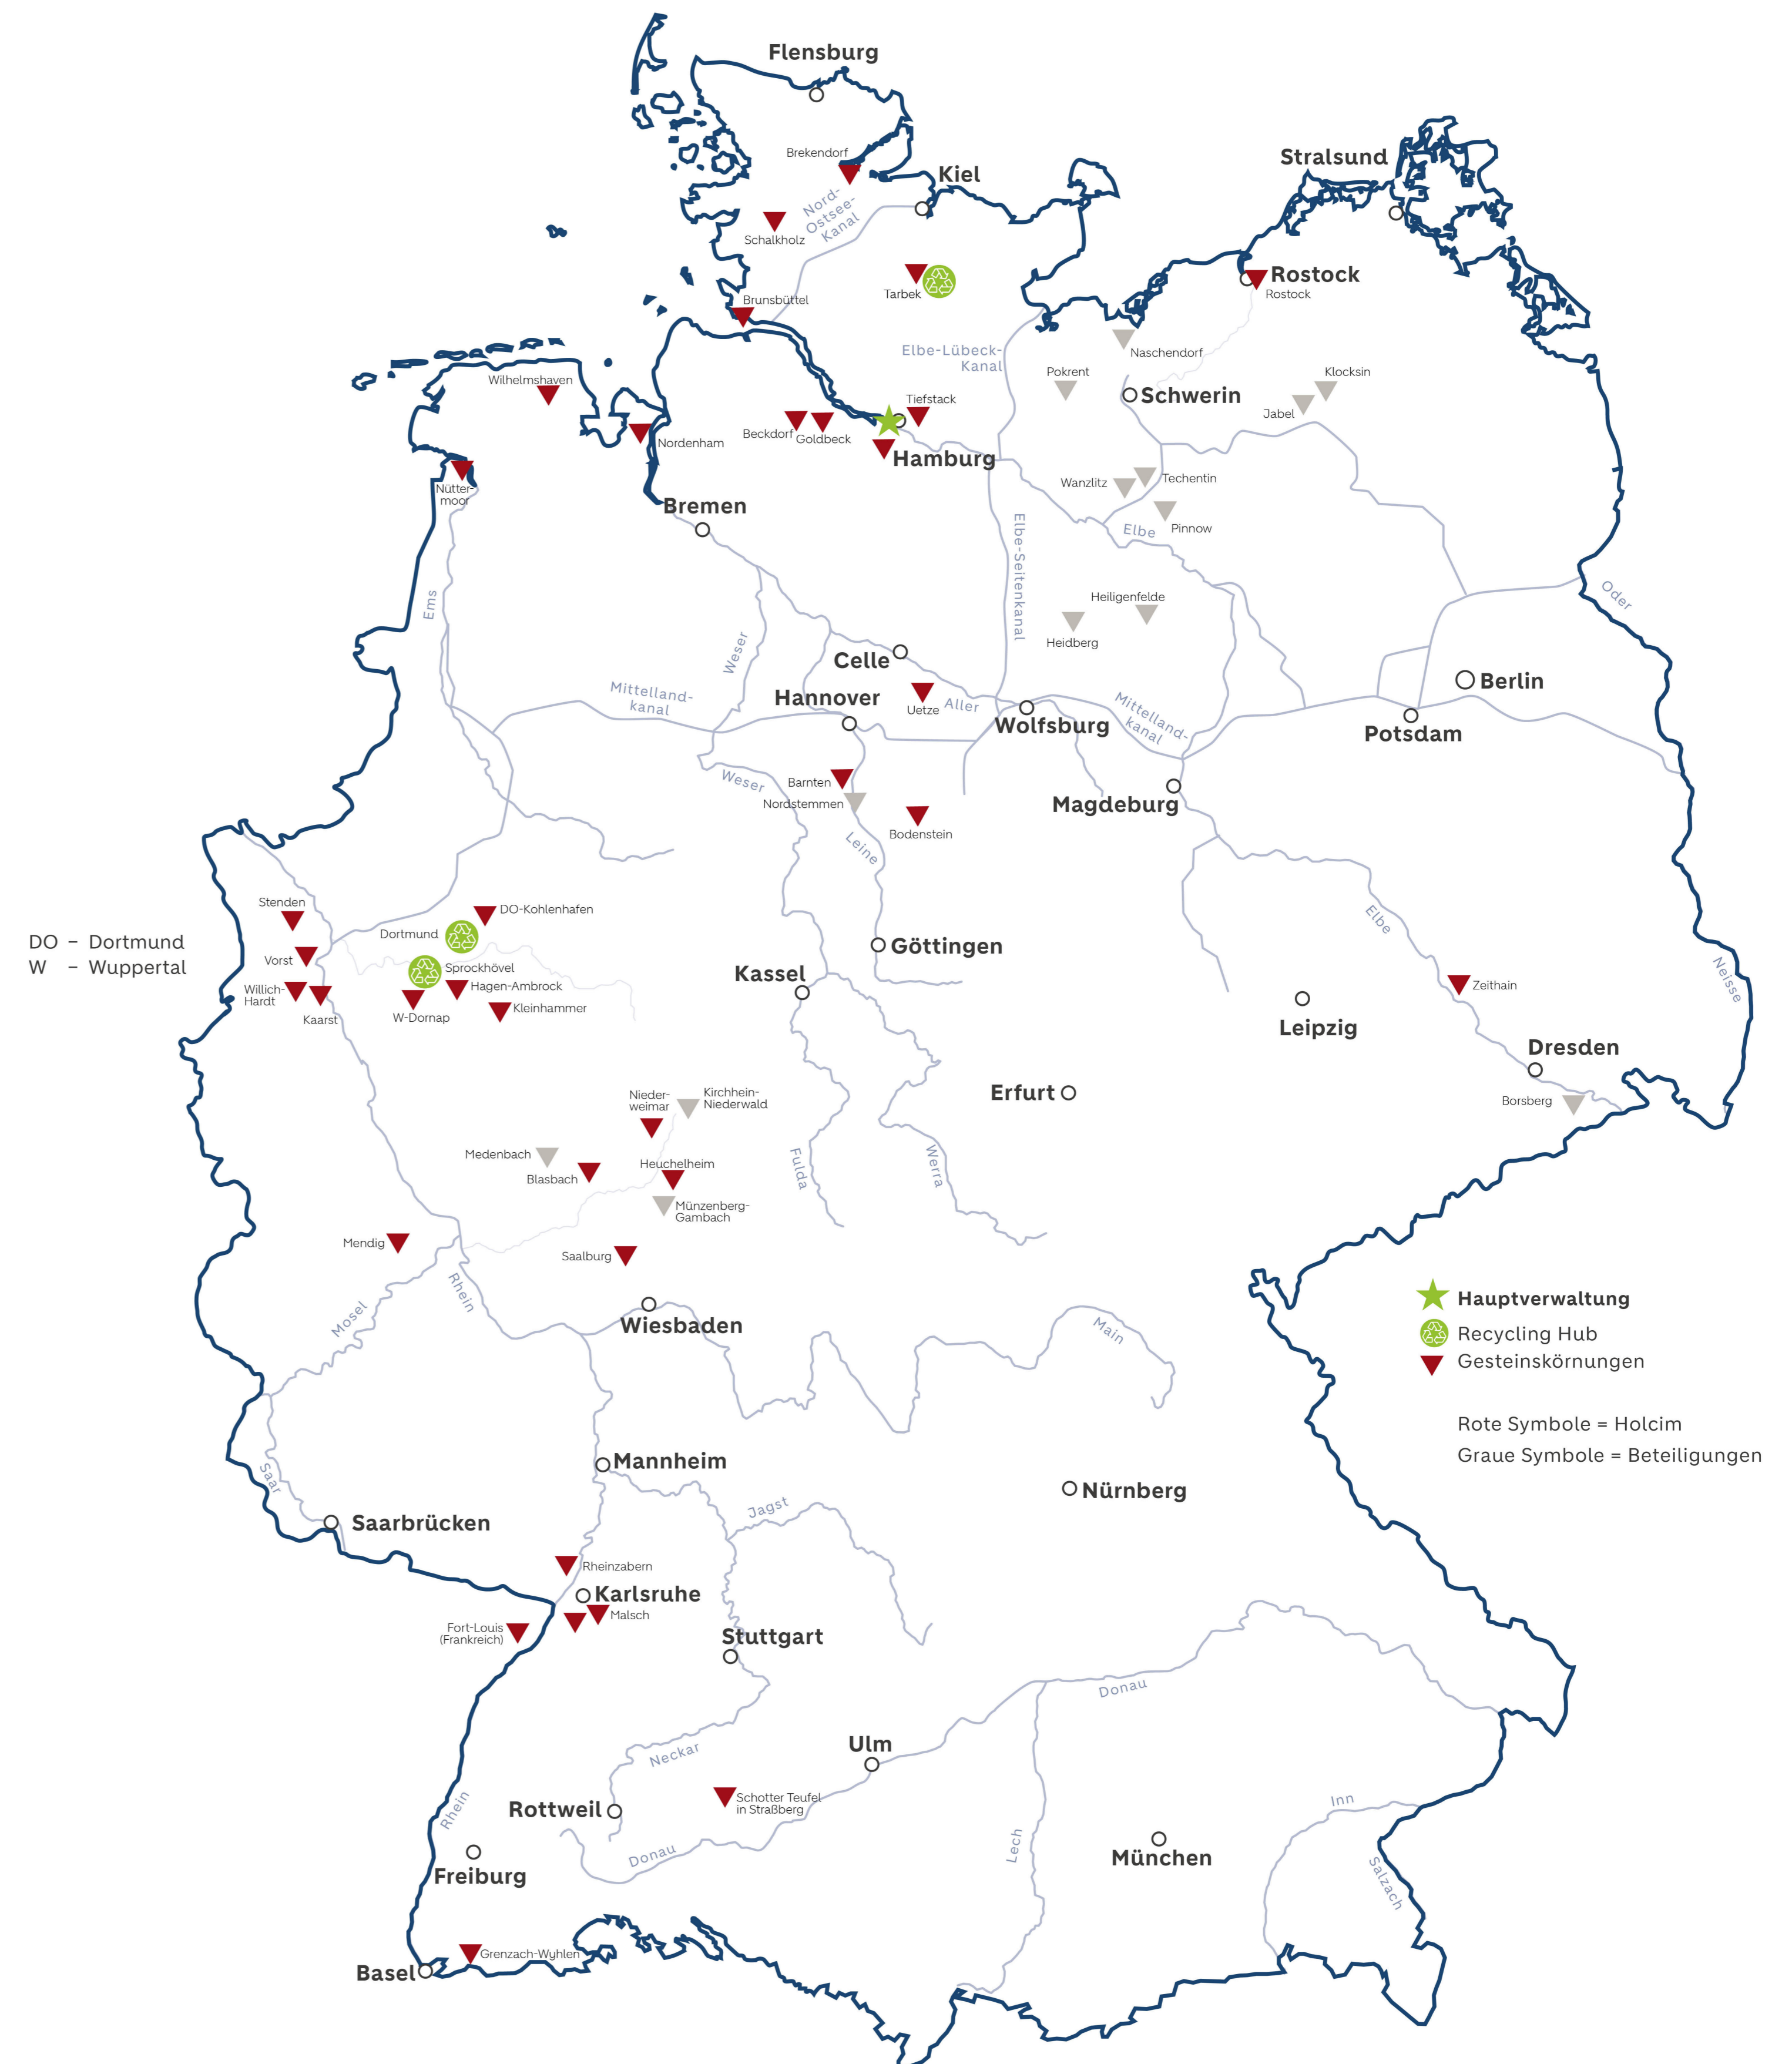 Flensburg
Brekendorf
Kiel
Nord-
Ostsee-
Kanal
Schalkholz
Stralsund
Tarbek
Rostock
Rostock
Brunsbüttel
Elbe-Lübeck-
Kanal
Naschendorf
Pokrent
Klocksin
Schwerin
Jabel
Wilhelmshaven
Tiefstack
Beckdorf
Goldbeck
Nordenham
Hamburg
Nütter-
moor
Wanzlitz
Techentin
Bremen
Pinnow
Elbe
Elbe-Seitenkanal
Ems
Oder
Heiligenfelde
Heidberg
Weser
Celle
Berlin
Mittelland-
kanal
Hannover
Uetze
Aller
Wolfsburg
Mittelland-
kanal
Potsdam
Weser
Barnten
Nordstemmen
Magdeburg
Bodenstein
Leine
Stenden
DO-Kohlenhafen
Dortmund
DO – Dortmund
W – Wuppertal
Vorst
Sprockhövel
Willich-
Hardt
Kaarst
Hagen-Ambrock
W-Dornap
Kleinhammer
Göttingen
Kassel
Elbe
Neisse
Zeithain
Leipzig
Dresden
Erfurt
Borsberg
Nieder-
weimar
Kirchhein-
Niederwald
Medenbach
Blasbach
Heuchelheim
Münzenberg-
Gambach
Fulda
Werra
Mendig
Saalburg
Rhein
Mosel
Wiesbaden
Main
Hauptverwaltung
Recycling Hub
Gesteinskörnungen
Rote Symbole = Holcim
Graue Symbole = Beteiligungen
Mannheim
Saar
Nürnberg
Jagst
Saarbrücken
Rheinzabern
Karlsruhe
Malsch
Fort-Louis
(Frankreich)
Stuttgart
Donau
Neckar
Ulm
Schotter Teufel
in Straßberg
Rottweil
Rhein
Donau
Lech
Inn
München
Salzach
Freiburg
Grenzach-Wyhlen
Basel